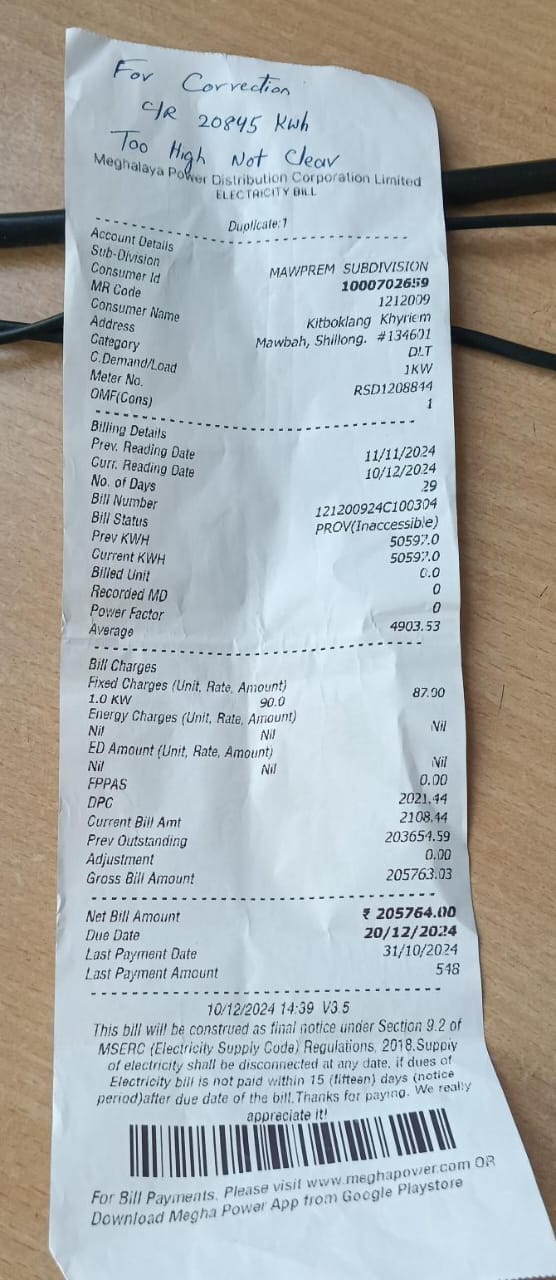 For Correction
C/R 20845 Kwh
Too High Not Clear
Meghalaya Power Distribution Corporation Limited
ELECTRICITY BILL
Duplicate:1
Account Details
Sub-Division MAWPREM SUBDIVISION
Consumer Id 1000702659
MR Code 1212009
Consumer Name Kitboklang Khyriem
Address Mawbah, Shillong. #134601
Category DLT
C.Demand/Load 1KW
Meter No. RSD1208844
OMF(Cons) 1
Billing Details
Prev. Reading Date 11/11/2024
Curr. Reading Date 10/12/2024
No. of Days 29
Bill Number 121200924C100304
Bill Status PROV(Inaccessible)
Prev KWH 50597.0
Current KWH 50597.0
Billed Unit 0.0
Recorded MD 0
Power Factor 0
Average 4903.53
Bill Charges
Fixed Charges (Unit, Rate, Amount)
1.0 KW 90.0 87.00
Energy Charges (Unit, Rate, Amount)
Nil Nil Nil
ED Amount (Unit, Rate, Amount)
Nil Nil Nil
FPPAS 0.00
DPC 2021.44
Current Bill Amt 2108.44
Prev Outstanding 203654.59
Adjustment 0.00
Gross Bill Amount 205763.03
Net Bill Amount ₹ 205764.00
Due Date 20/12/2024
Last Payment Date 31/10/2024
Last Payment Amount 548
10/12/2024 14:39 V3.5
This bill will be construed as final notice under Section 9.2 of
MSERC (Electricity Supply Code) Regulations, 2018.Supply
of electricity shall be disconnected at any date, if dues of
Electricity bill is not paid within 15 (fifteen) days (notice
period)after due date of the bill.Thanks for paying. We really
appreciate it!
For Bill Payments, Please visit www.meghapower.com OR
Download Megha Power App from Google Playstore